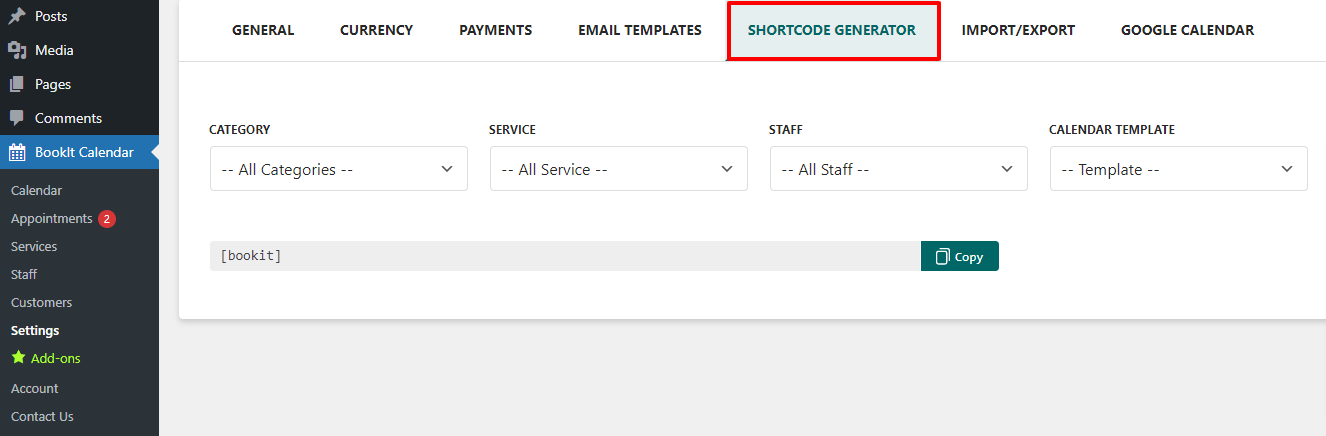 Posts
Media
Pages
Comments
BookIt Calendar
Calendar
Appointments 2
Services
Staff
Customers
Settings
Add-ons
Account
Contact Us
GENERAL CURRENCY PAYMENTS EMAIL TEMPLATES SHORTCODE GENERATOR IMPORT/EXPORT GOOGLE CALENDAR
CATEGORY SERVICE STAFF CALENDAR TEMPLATE
-- All Categories -- -- All Service -- -- All Staff -- -- Template --
[bookit] Copy